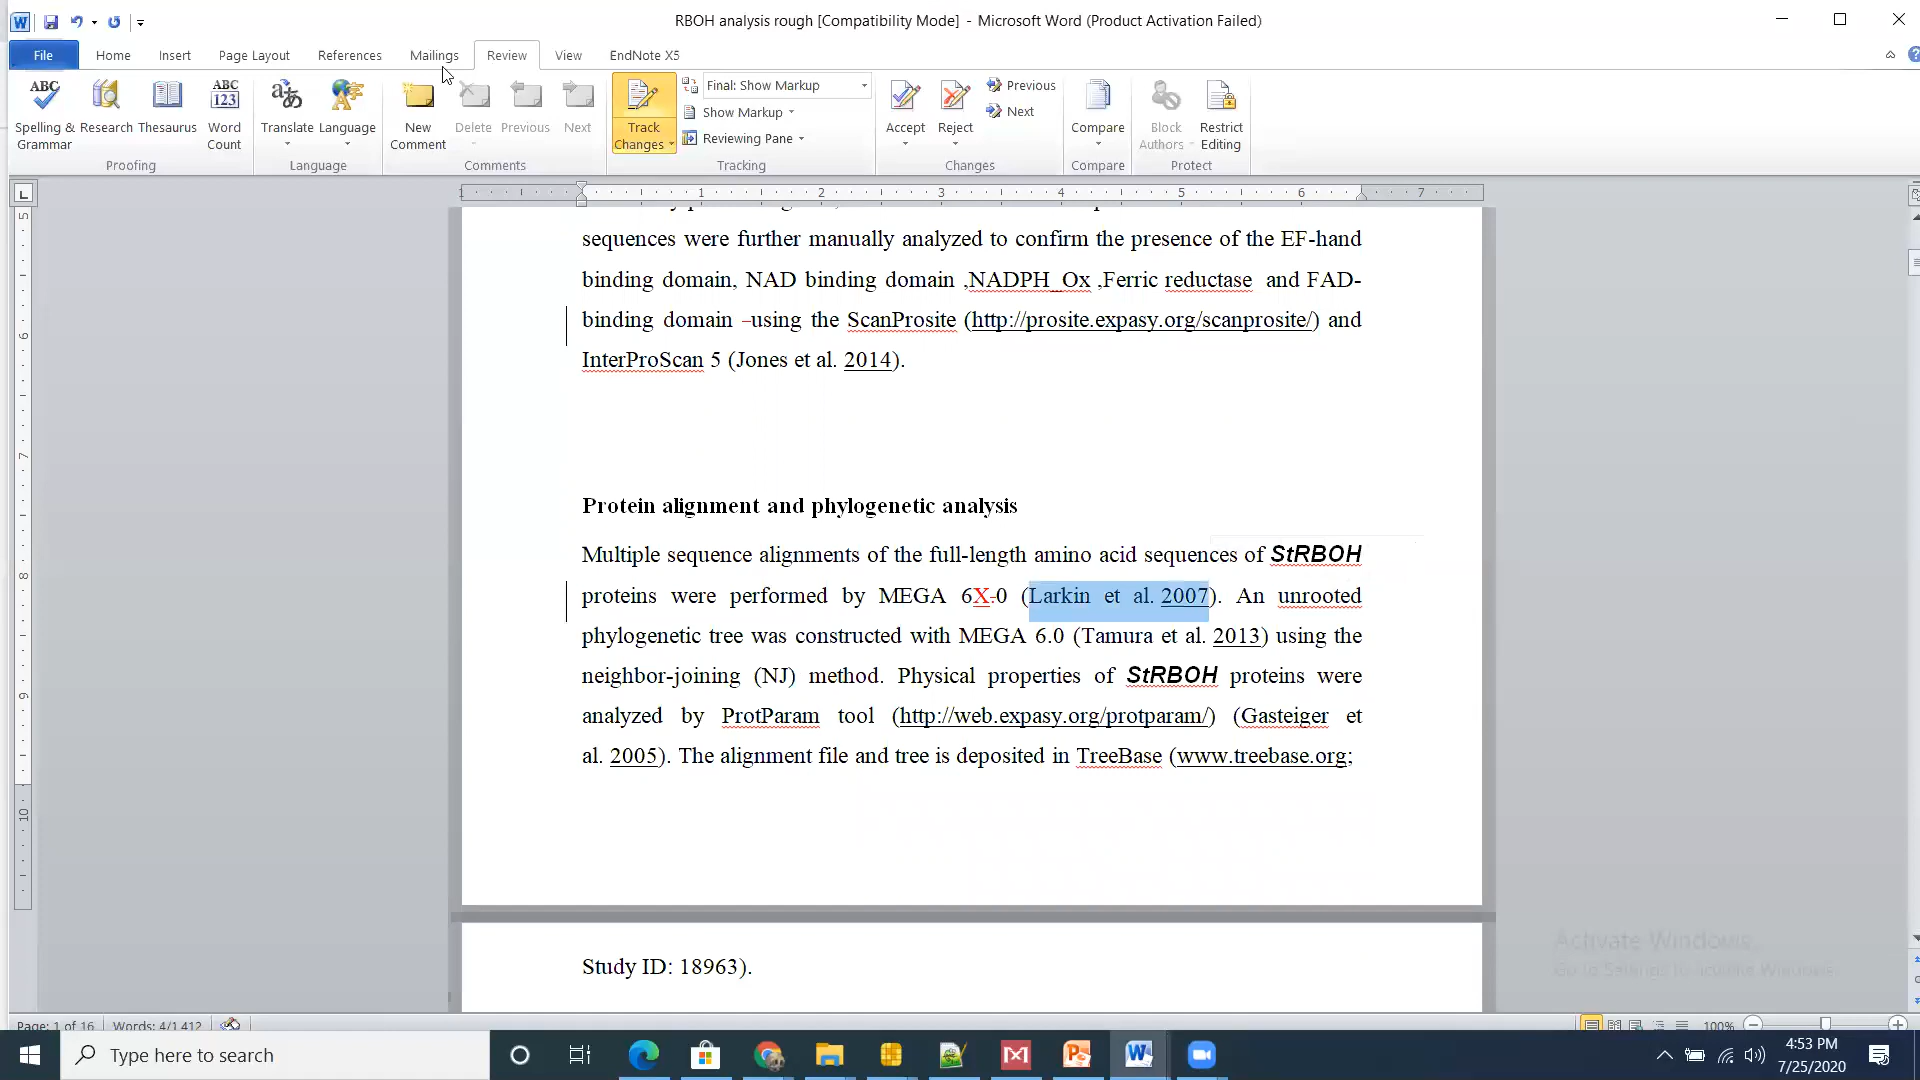 RBOH analysis rough [Compatibility Mode] - Microsoft Word (Product Activation Failed)
File Home Insert Page Layout References Mailings Review View EndNote X5
Spelling & Grammar
Research
Thesaurus
Word Count
Translate
Language
New Comment
Delete
Previous
Next
Track Changes
Final: Show Markup
Show Markup
Reviewing Pane
Accept
Reject
Previous
Next
Compare
Block Authors
Restrict Editing
Proofing Language Comments Tracking Changes Compare Protect
sequences were further manually analyzed to confirm the presence of the EF-hand
binding domain, NAD binding domain ,NADPH_Ox ,Ferric reductase and FAD-
binding domain –using the ScanProsite (http://prosite.expasy.org/scanprosite/) and
InterProScan 5 (Jones et al. 2014).
Protein alignment and phylogenetic analysis
Multiple sequence alignments of the full-length amino acid sequences of StRBOH
proteins were performed by MEGA 6X.0 (Larkin et al. 2007). An unrooted
phylogenetic tree was constructed with MEGA 6.0 (Tamura et al. 2013) using the
neighbor-joining (NJ) method. Physical properties of StRBOH proteins were
analyzed by ProtParam tool (http://web.expasy.org/protparam/) (Gasteiger et
al. 2005). The alignment file and tree is deposited in TreeBase (www.treebase.org;
Study ID: 18963).
Activate Windows
Go to Settings to activate Windows.
Page: 1 of 16 Words: 4/1,412 100%
Type here to search
4:53 PM
7/25/2020